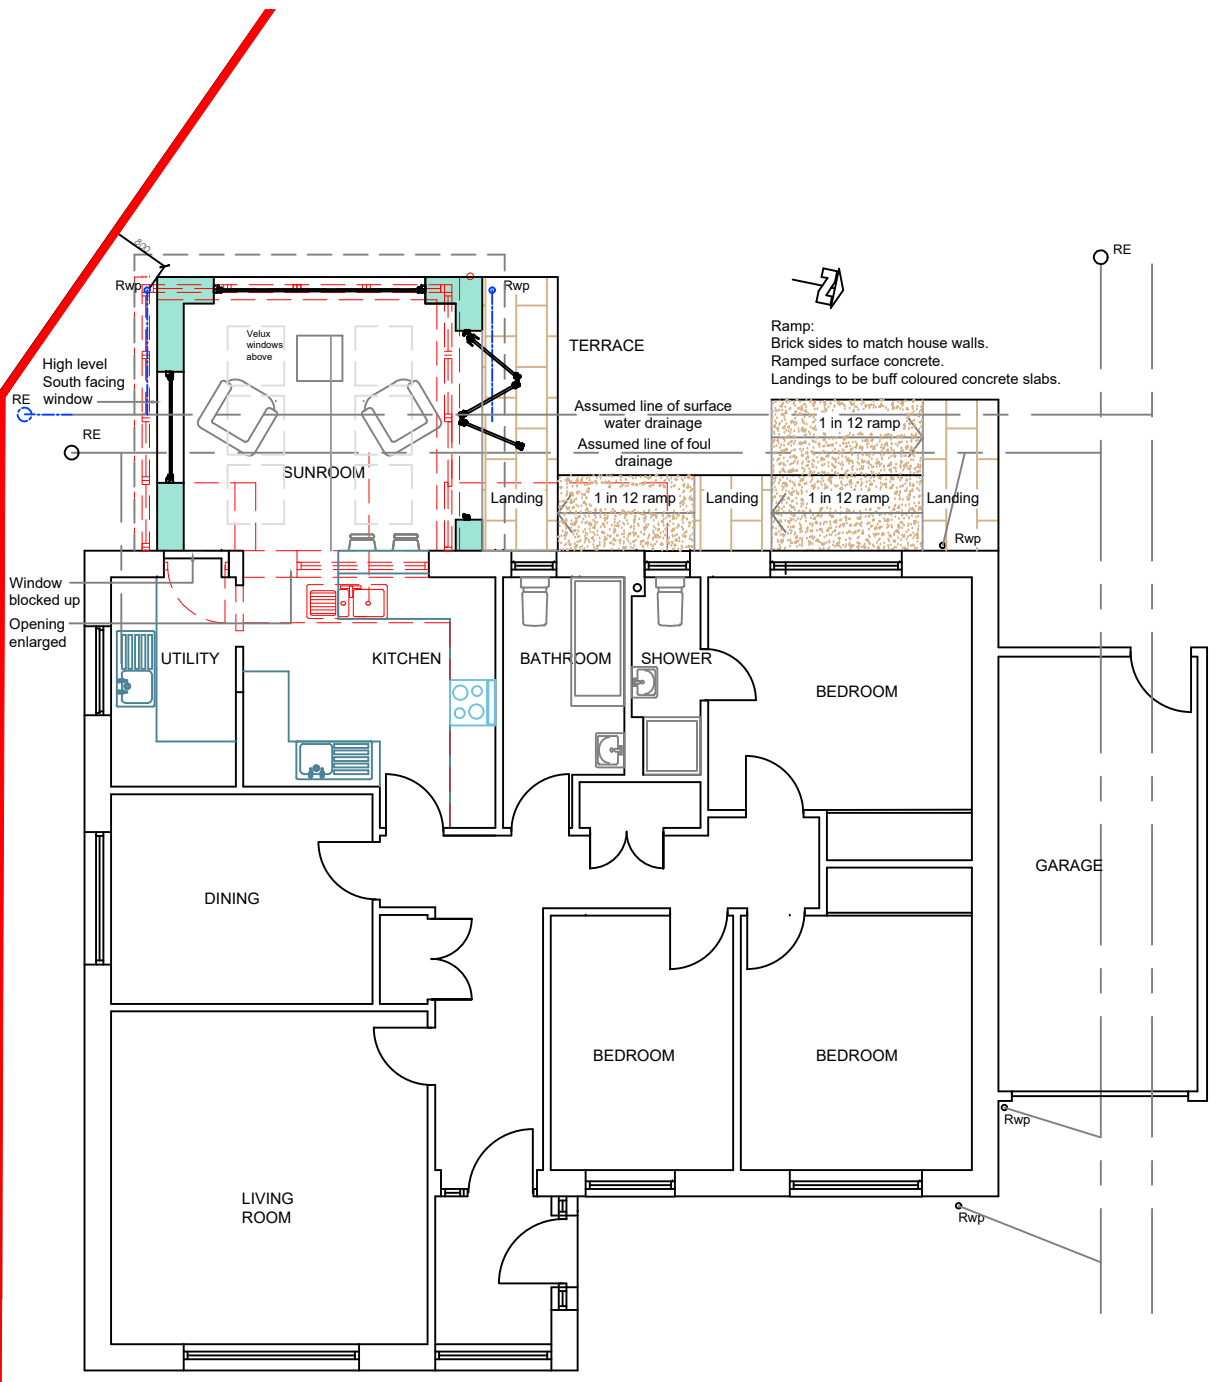 RE
800
Rwp
Rwp
Ramp:
Brick sides to match house walls.
Ramped surface concrete.
Landings to be buff coloured concrete slabs.
Velux
windows
above
TERRACE
High level
South facing
window
RE
RE
Assumed line of surface
water drainage
Assumed line of foul
drainage
1 in 12 ramp
SUNROOM
Landing
1 in 12 ramp
Landing
1 in 12 ramp
Landing
Rwp
Window
blocked up
Opening
enlarged
UTILITY
KITCHEN
BATHROOM
SHOWER
BEDROOM
GARAGE
DINING
BEDROOM
BEDROOM
Rwp
LIVING
ROOM
Rwp